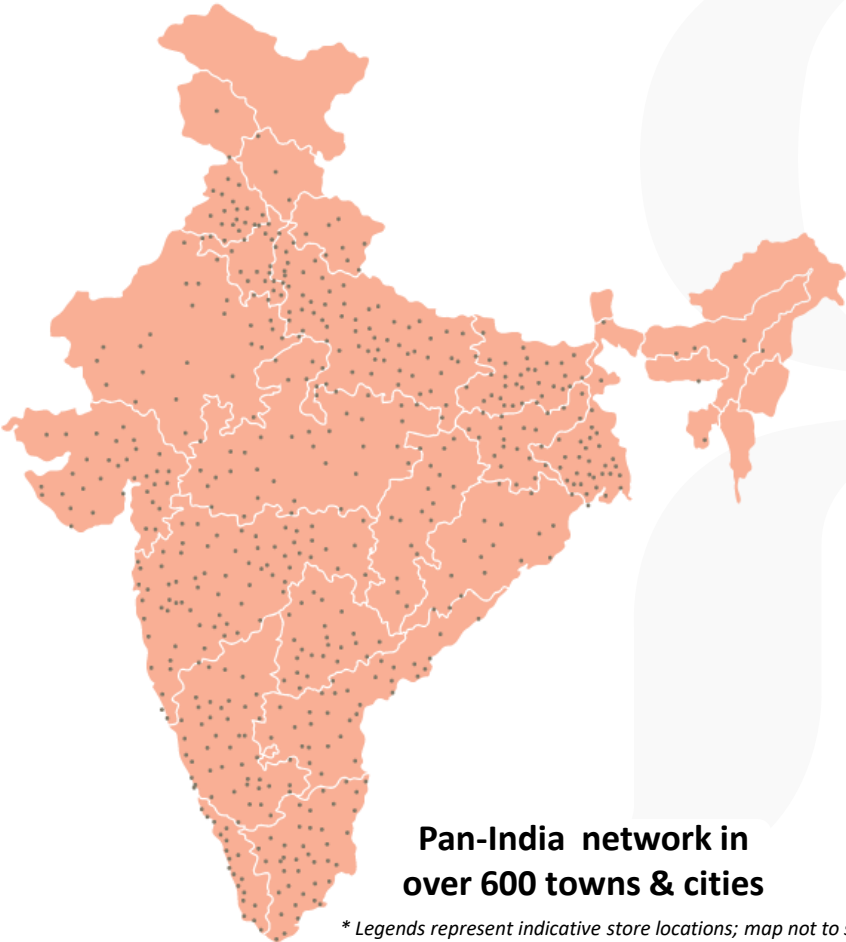 Pan-India network in
over 600 towns & cities
* Legends represent indicative store locations; map not to